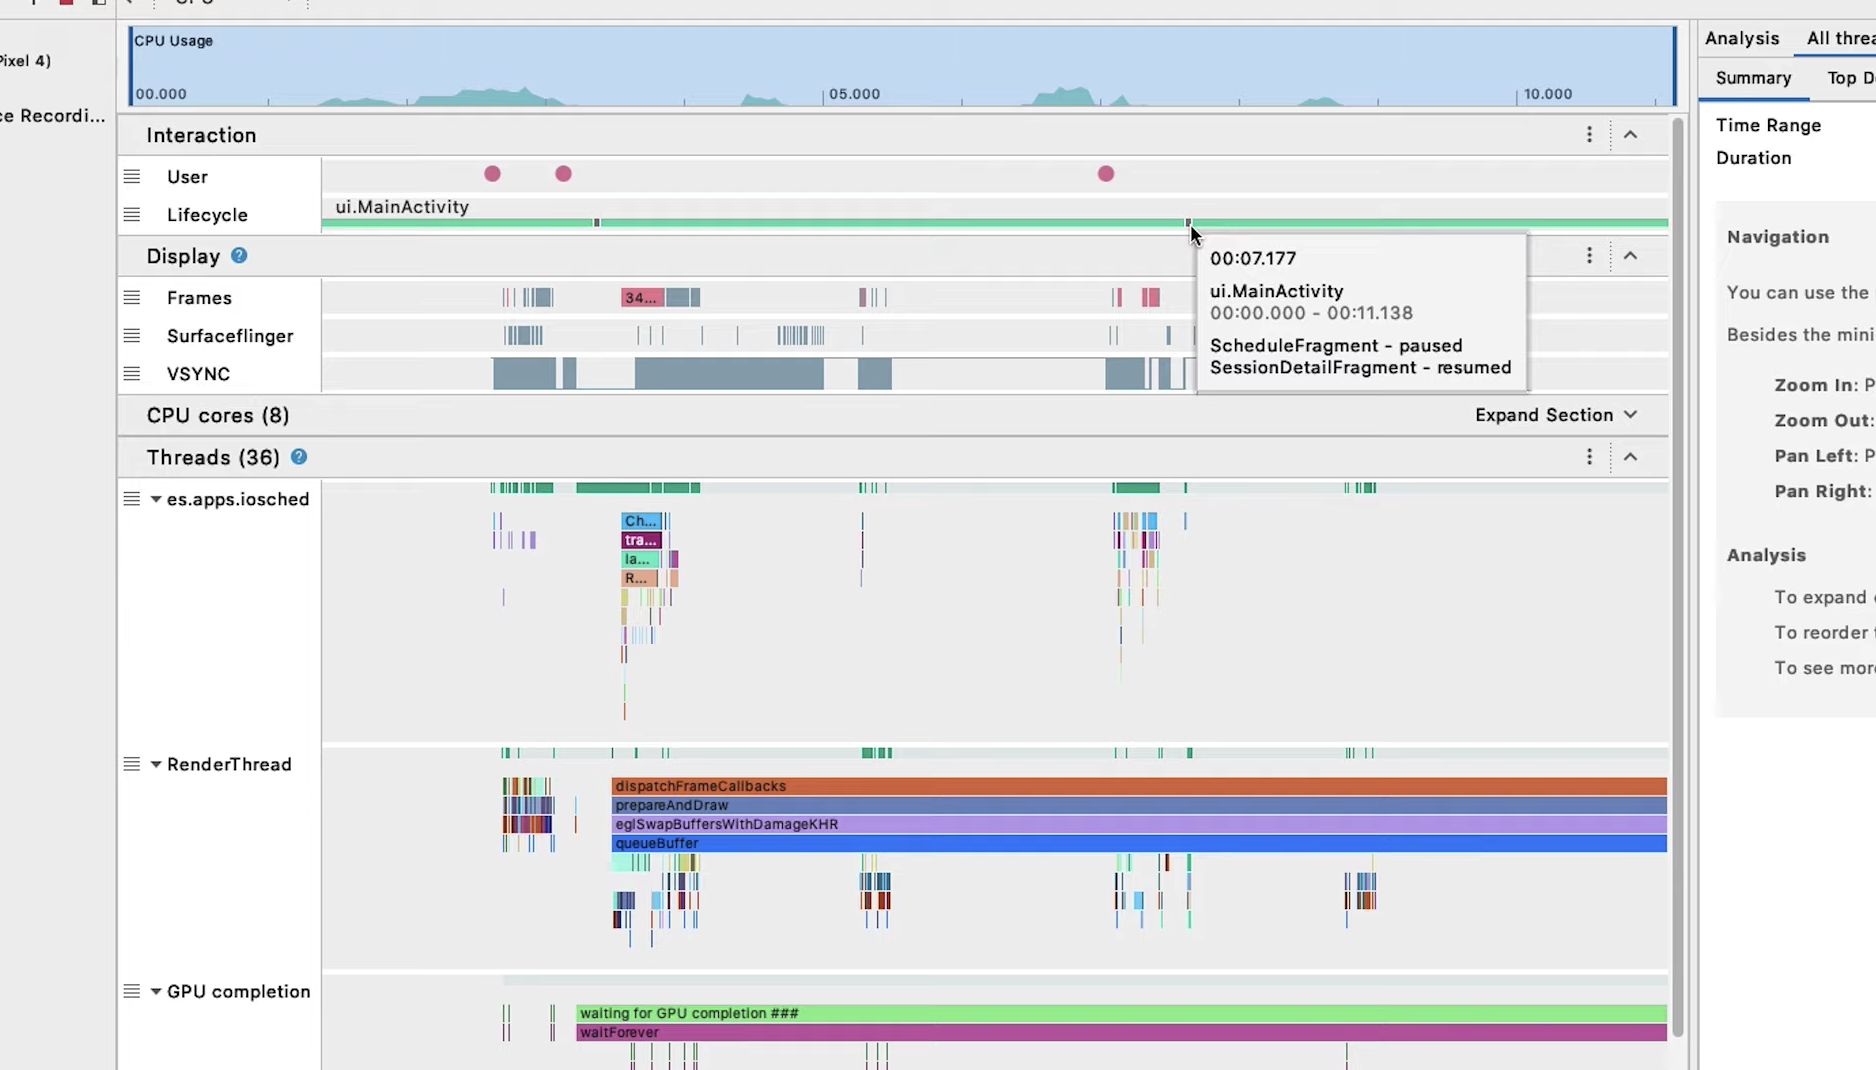 CPU Usage
00.000
05.000
10.000
Pixel 4)
ce Recordi...
Interaction
User
Lifecycle
ui.MainActivity
Display
?
Frames
34...
Surfaceflinger
VSYNC
00:07.177
ui.MainActivity
00:00.000 - 00:11.138
ScheduleFragment - paused
SessionDetailFragment - resumed
CPU cores (8)
Expand Section
Threads (36)
?
es.apps.iosched
Ch...
tra...
la...
R...
RenderThread
dispatchFrameCallbacks
prepareAndDraw
eglSwapBuffersWithDamageKHR
queueBuffer
GPU completion
waiting for GPU completion ###
waitForever
Analysis
All threa
Summary
Top D
Time Range
Duration
Navigation
You can use the
Besides the mini
Zoom In: P
Zoom Out:
Pan Left: P
Pan Right:
Analysis
To expand
To reorder
To see mor